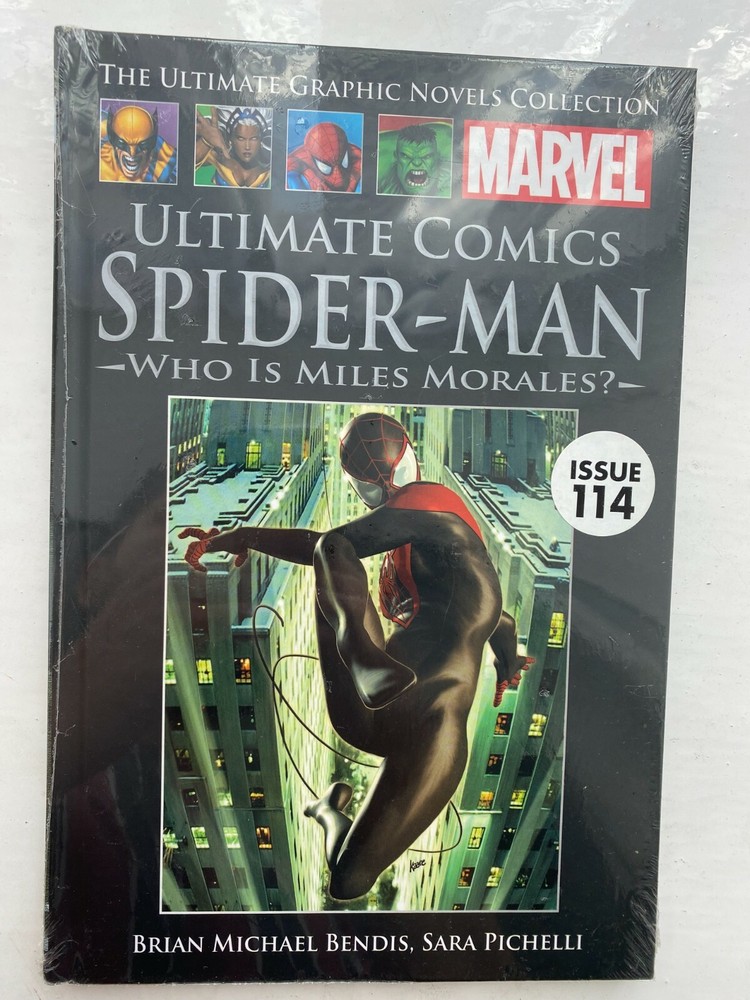 THE ULTIMATE GRAPHIC NOVELS COLLECTION
MARVEL
ULTIMATE COMICS
SPIDER-MAN
WHO IS MILES MORALES?
ISSUE
114
Kaare
BRIAN MICHAEL BENDIS, SARA PICHELLI